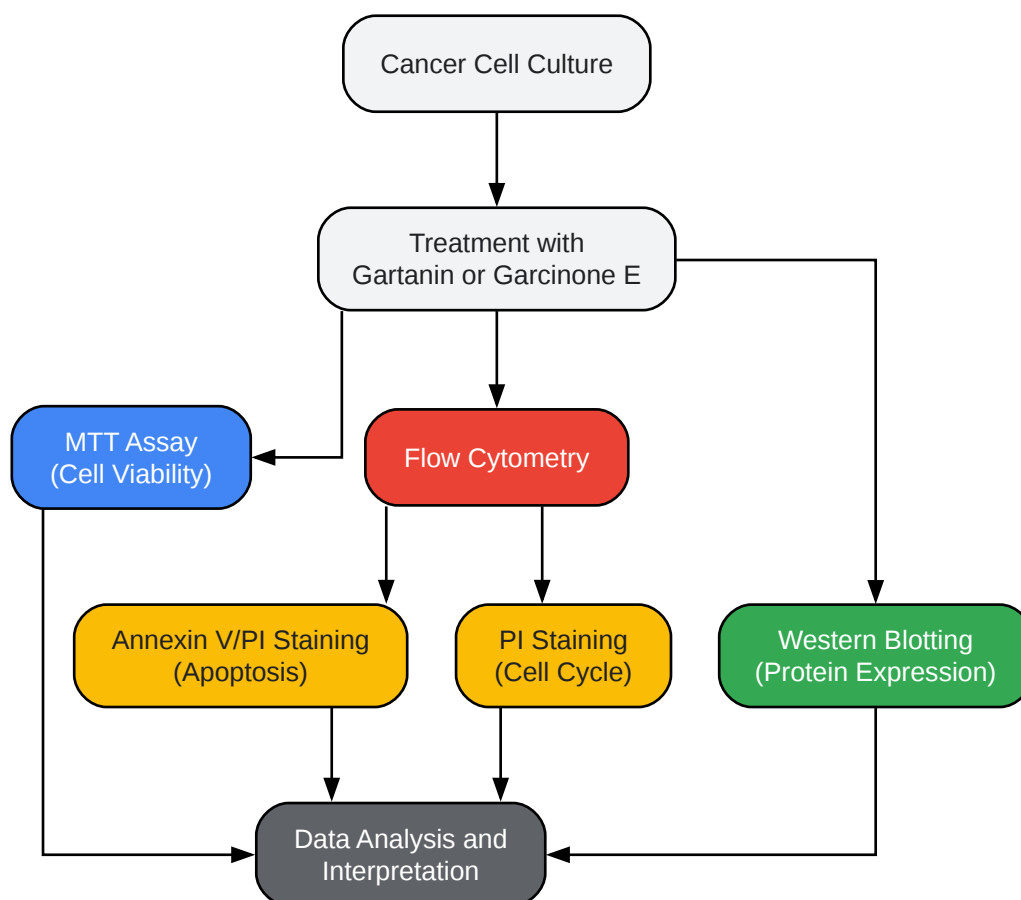 Cancer Cell Culture
Treatment with
Gartanin or Garcinone E
MTT Assay
(Cell Viability)
Flow Cytometry
Annexin V/PI Staining
(Apoptosis)
PI Staining
(Cell Cycle)
Western Blotting
(Protein Expression)
Data Analysis and
Interpretation